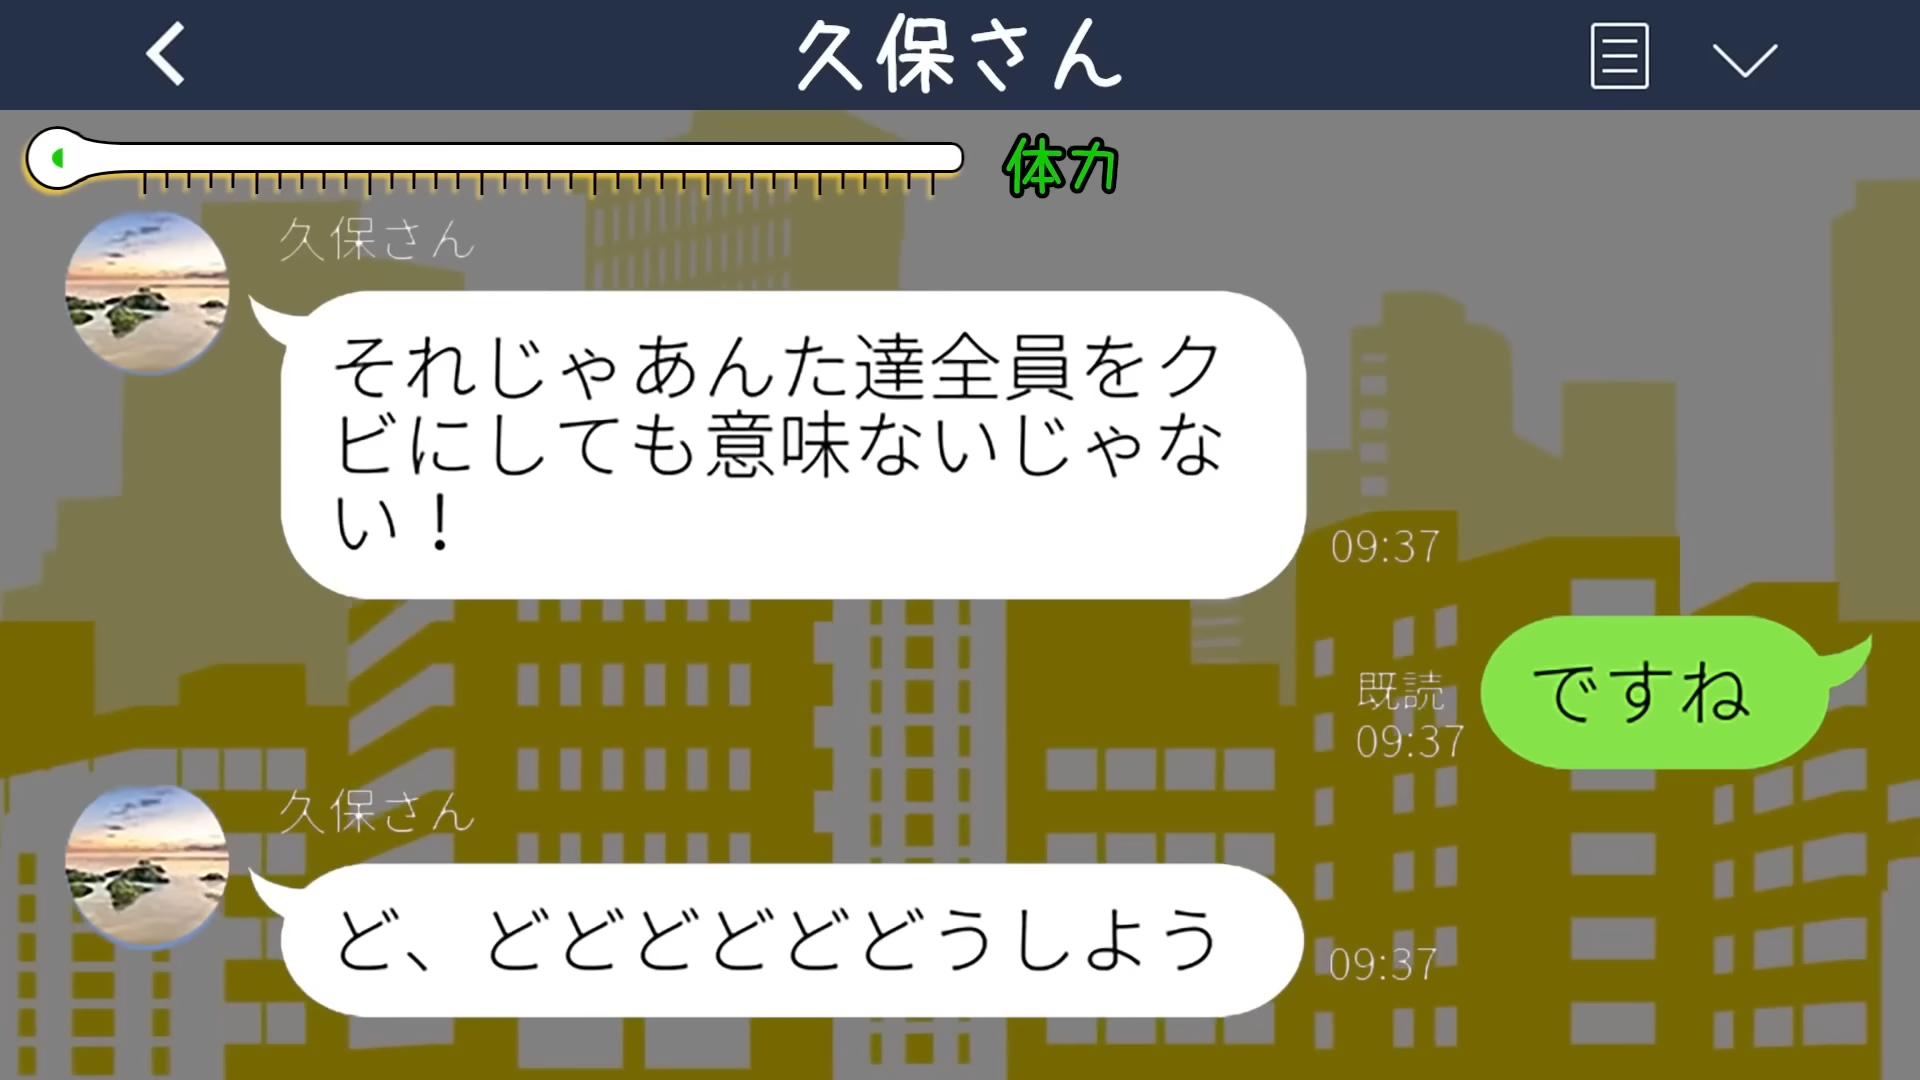 久保さん
体力
久保さん
それじゃあんた達全員をク
ビにしても意味ないじゃな
い！
09:37
ですね
既読
09:37
久保さん
ど、どどどどどどうしよう
09:37